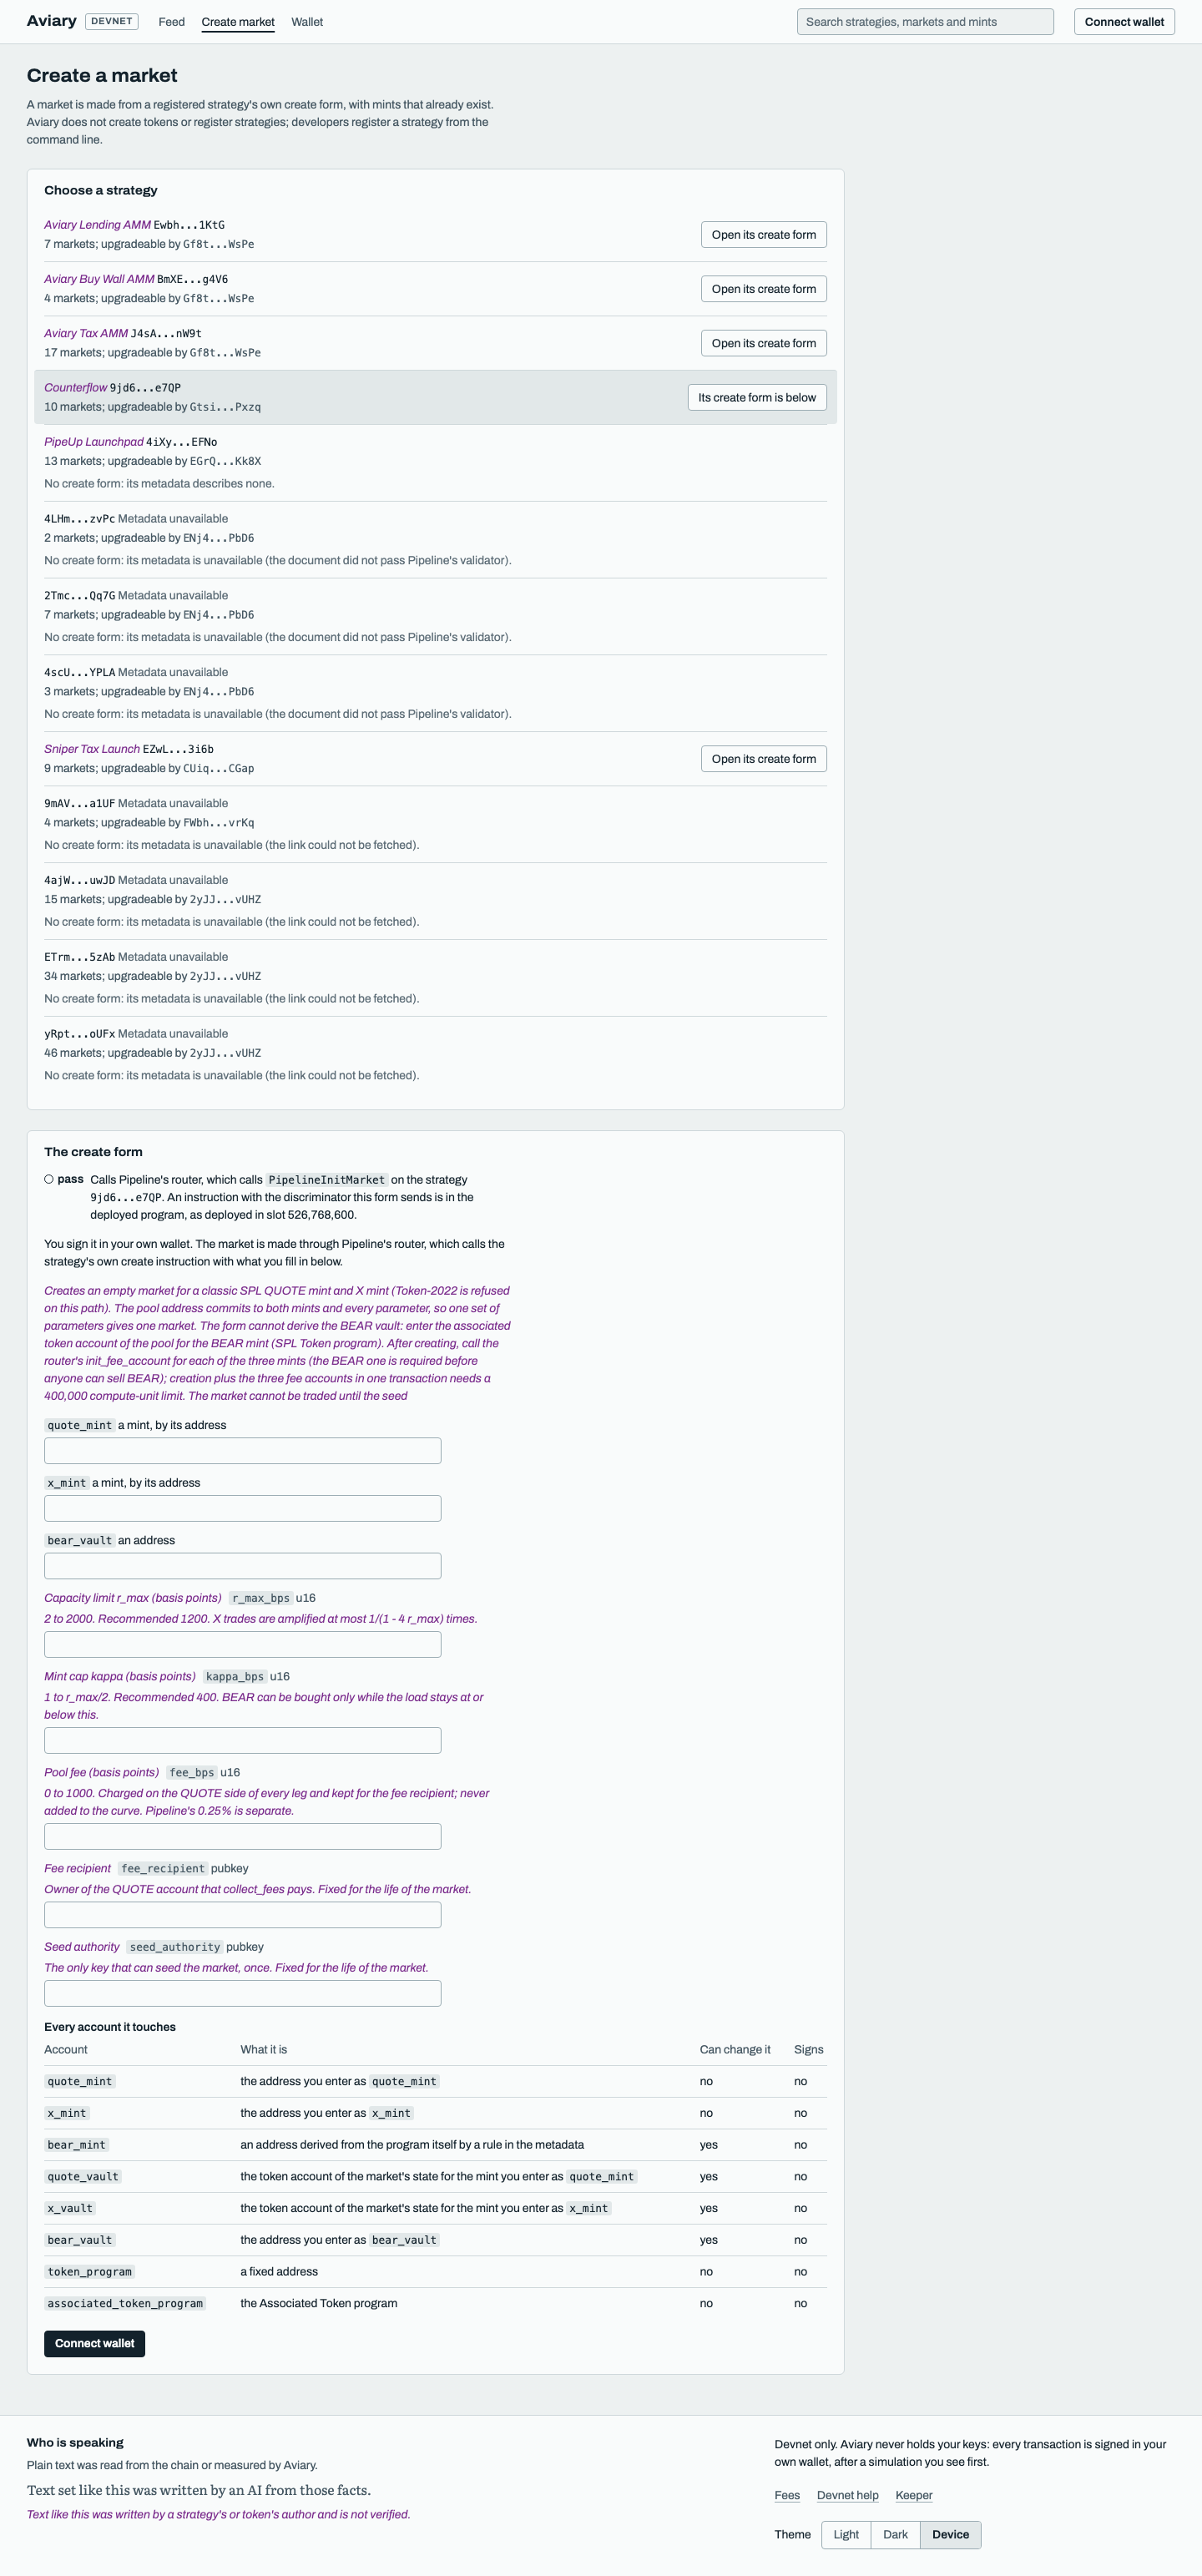 Aviary DEVNET Feed Create market Wallet Search strategies, markets and mints Connect wallet
Create a market
A market is made from a registered strategy's own create form, with mints that already exist.
Aviary does not create tokens or register strategies; developers register a strategy from the
command line.
Choose a strategy
Aviary Lending AMM Ewbh...1KtG
7 markets; upgradeable by Gf8t...WsPe
Open its create form
Aviary Buy Wall AMM BmXE...g4V6
4 markets; upgradeable by Gf8t...WsPe
Open its create form
Aviary Tax AMM J4sA...nW9t
17 markets; upgradeable by Gf8t...WsPe
Open its create form
Counterflow 9jd6...e7QP
10 markets; upgradeable by Gtsi...Pxzq
Its create form is below
PipeUp Launchpad 4iXy...EFNo
13 markets; upgradeable by EGrQ...Kk8X
No create form: its metadata describes none.
4LHm...zvPc Metadata unavailable
2 markets; upgradeable by ENj4...PbD6
No create form: its metadata is unavailable (the document did not pass Pipeline's validator).
2Tmc...Qq7G Metadata unavailable
7 markets; upgradeable by ENj4...PbD6
No create form: its metadata is unavailable (the document did not pass Pipeline's validator).
4scU...YPLA Metadata unavailable
3 markets; upgradeable by ENj4...PbD6
No create form: its metadata is unavailable (the document did not pass Pipeline's validator).
Sniper Tax Launch EZwL...3i6b
9 markets; upgradeable by CUiq...CGap
Open its create form
9mAV...a1UF Metadata unavailable
4 markets; upgradeable by FWbh...vrKq
No create form: its metadata is unavailable (the link could not be fetched).
4ajW...uwJD Metadata unavailable
15 markets; upgradeable by 2yJJ...vUHZ
No create form: its metadata is unavailable (the link could not be fetched).
ETrm...5zAb Metadata unavailable
34 markets; upgradeable by 2yJJ...vUHZ
No create form: its metadata is unavailable (the link could not be fetched).
yRpt...oUFx Metadata unavailable
46 markets; upgradeable by 2yJJ...vUHZ
No create form: its metadata is unavailable (the link could not be fetched).
The create form
pass Calls Pipeline's router, which calls PipelineInitMarket on the strategy
9jd6...e7QP. An instruction with the discriminator this form sends is in the
deployed program, as deployed in slot 526,768,600.
You sign it in your own wallet. The market is made through Pipeline's router, which calls the
strategy's own create instruction with what you fill in below.
Creates an empty market for a classic SPL QUOTE mint and X mint (Token-2022 is refused
on this path). The pool address commits to both mints and every parameter, so one set of
parameters gives one market. The form cannot derive the BEAR vault: enter the associated
token account of the pool for the BEAR mint (SPL Token program). After creating, call the
router's init_fee_account for each of the three mints (the BEAR one is required before
anyone can sell BEAR); creation plus the three fee accounts in one transaction needs a
400,000 compute-unit limit. The market cannot be traded until the seed
quote_mint a mint, by its address
x_mint a mint, by its address
bear_vault an address
Capacity limit r_max (basis points) r_max_bps u16
2 to 2000. Recommended 1200. X trades are amplified at most 1/(1 - 4 r_max) times.
Mint cap kappa (basis points) kappa_bps u16
1 to r_max/2. Recommended 400. BEAR can be bought only while the load stays at or
below this.
Pool fee (basis points) fee_bps u16
0 to 1000. Charged on the QUOTE side of every leg and kept for the fee recipient; never
added to the curve. Pipeline's 0.25% is separate.
Fee recipient fee_recipient pubkey
Owner of the QUOTE account that collect_fees pays. Fixed for the life of the market.
Seed authority seed_authority pubkey
The only key that can seed the market, once. Fixed for the life of the market.
Every account it touches
Account What it is Can change it Signs
quote_mint the address you enter as quote_mint no no
x_mint the address you enter as x_mint no no
bear_mint an address derived from the program itself by a rule in the metadata yes no
quote_vault the token account of the market's state for the mint you enter as quote_mint yes no
x_vault the token account of the market's state for the mint you enter as x_mint yes no
bear_vault the address you enter as bear_vault yes no
token_program a fixed address no no
associated_token_program the Associated Token program no no
Connect wallet
Who is speaking
Plain text was read from the chain or measured by Aviary.
Text set like this was written by an AI from those facts.
Text like this was written by a strategy's or token's author and is not verified.
Devnet only. Aviary never holds your keys: every transaction is signed in your
own wallet, after a simulation you see first.
Fees Devnet help Keeper
Theme Light Dark Device